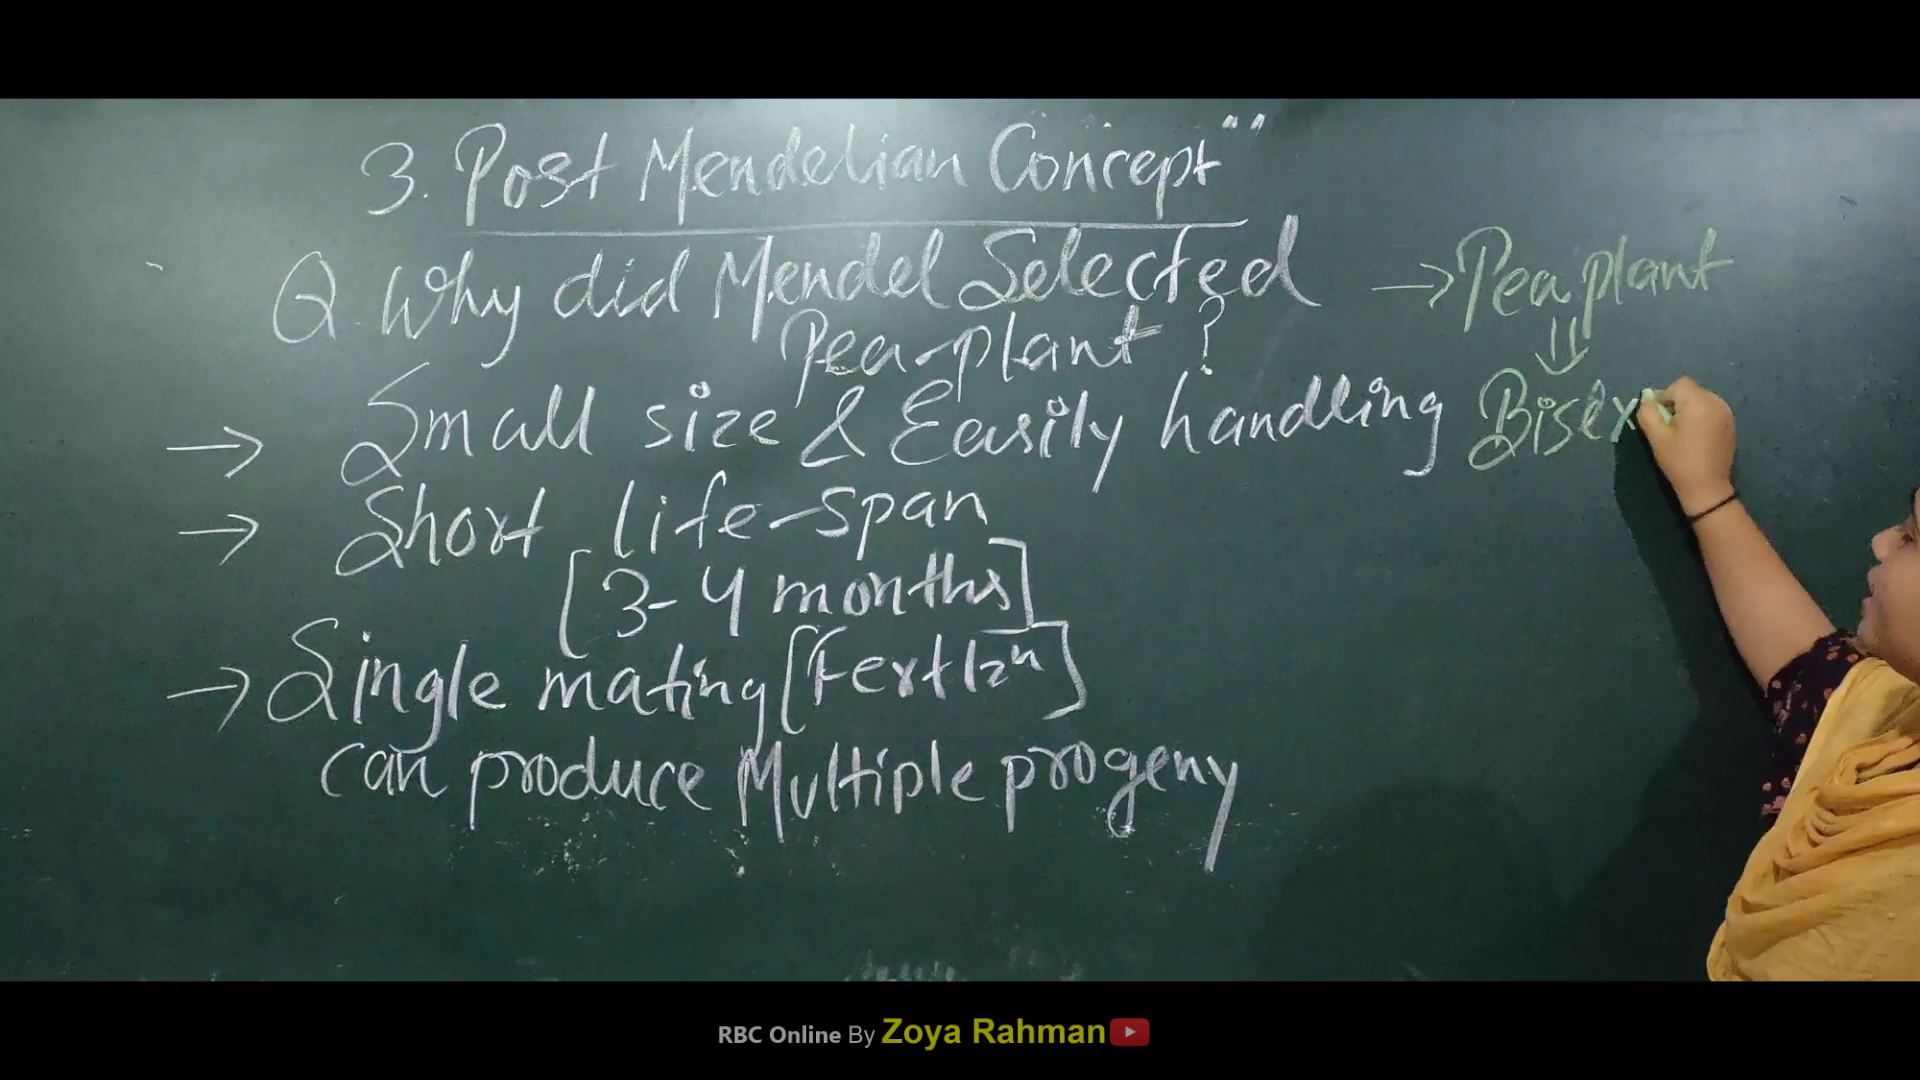 3. Post Mendelian Concept"
Q. Why did Mendel Selected
Pea-plant ?
→ Small size & Easily handling
→ Short life-span
[3-4 months]
→ Single mating [Fertlzⁿ]
can produce Multiple progeny
→ Pea plant
⇓
Bisex
RBC Online By Zoya Rahman